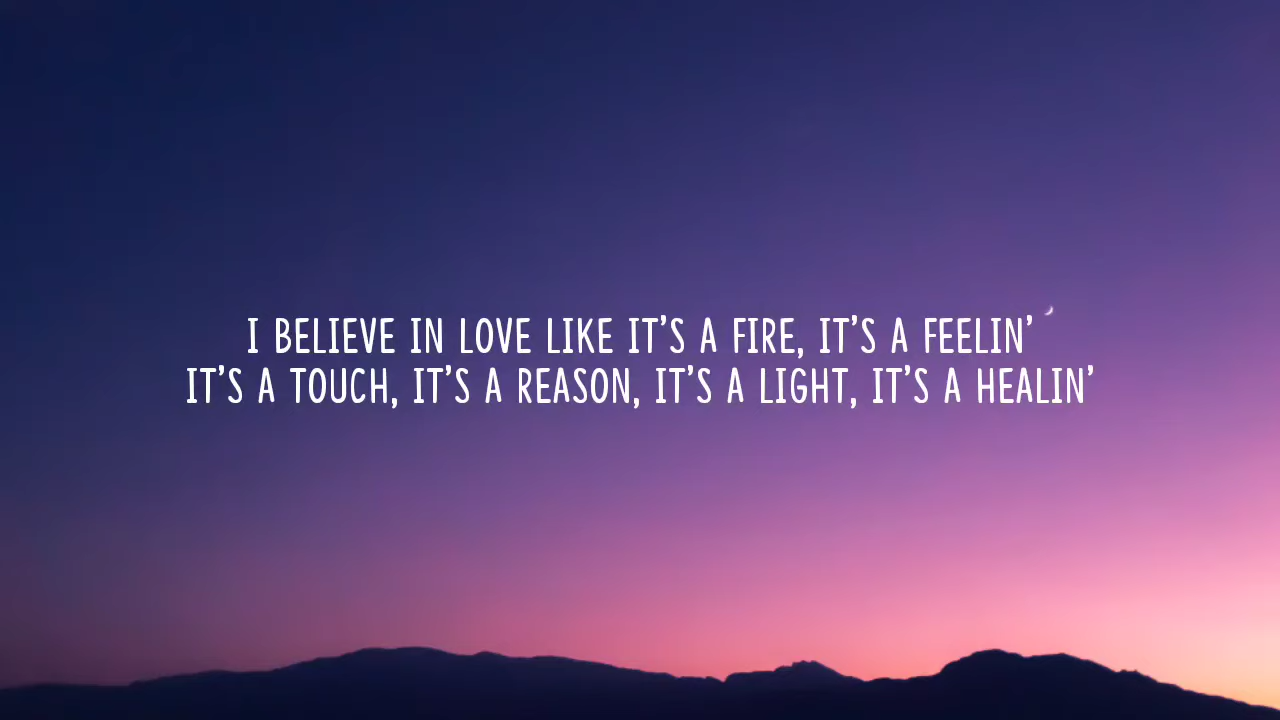 I BELIEVE IN LOVE LIKE IT'S A FIRE, IT'S A FEELIN'
IT'S A TOUCH, IT'S A REASON, IT'S A LIGHT, IT'S A HEALIN'